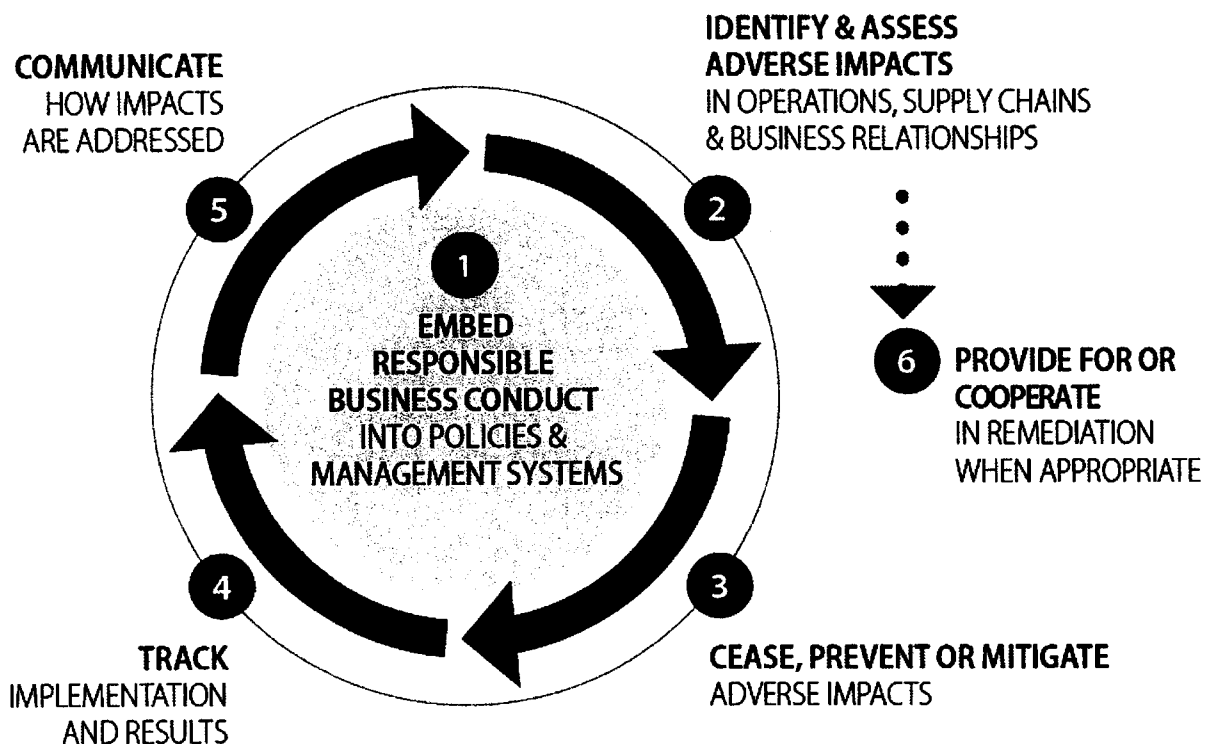 COMMUNICATE
HOW IMPACTS
ARE ADDRESSED
5
IDENTIFY & ASSESS
ADVERSE IMPACTS
IN OPERATIONS, SUPPLY CHAINS
& BUSINESS RELATIONSHIPS
2
1
EMBED
RESPONSIBLE
BUSINESS CONDUCT
INTO POLICIES &
MANAGEMENT SYSTEMS
6
PROVIDE FOR OR
COOPERATE
IN REMEDIATION
WHEN APPROPRIATE
4
TRACK
IMPLEMENTATION
AND RESULTS
3
CEASE, PREVENT OR MITIGATE
ADVERSE IMPACTS